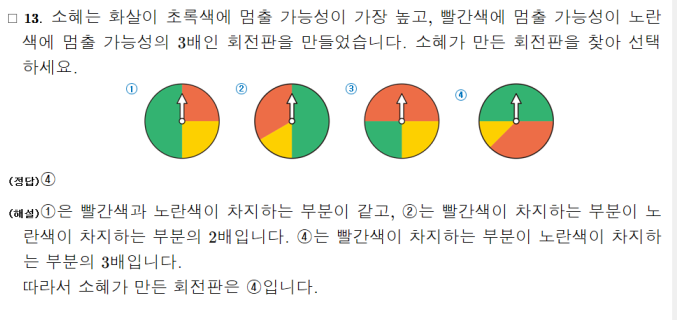 □ 13. 소혜는 화살이 초록색에 멈출 가능성이 가장 높고, 빨간색에 멈출 가능성이 노란
색에 멈출 가능성의 3배인 회전판을 만들었습니다. 소혜가 만든 회전판을 찾아 선택
하세요.
① ② ③ ④
(정답)④
(해설)①은 빨간색과 노란색이 차지하는 부분이 같고, ②는 빨간색이 차지하는 부분이 노
란색이 차지하는 부분의 2배입니다. ④는 빨간색이 차지하는 부분이 노란색이 차지하
는 부분의 3배입니다.
따라서 소혜가 만든 회전판은 ④입니다.